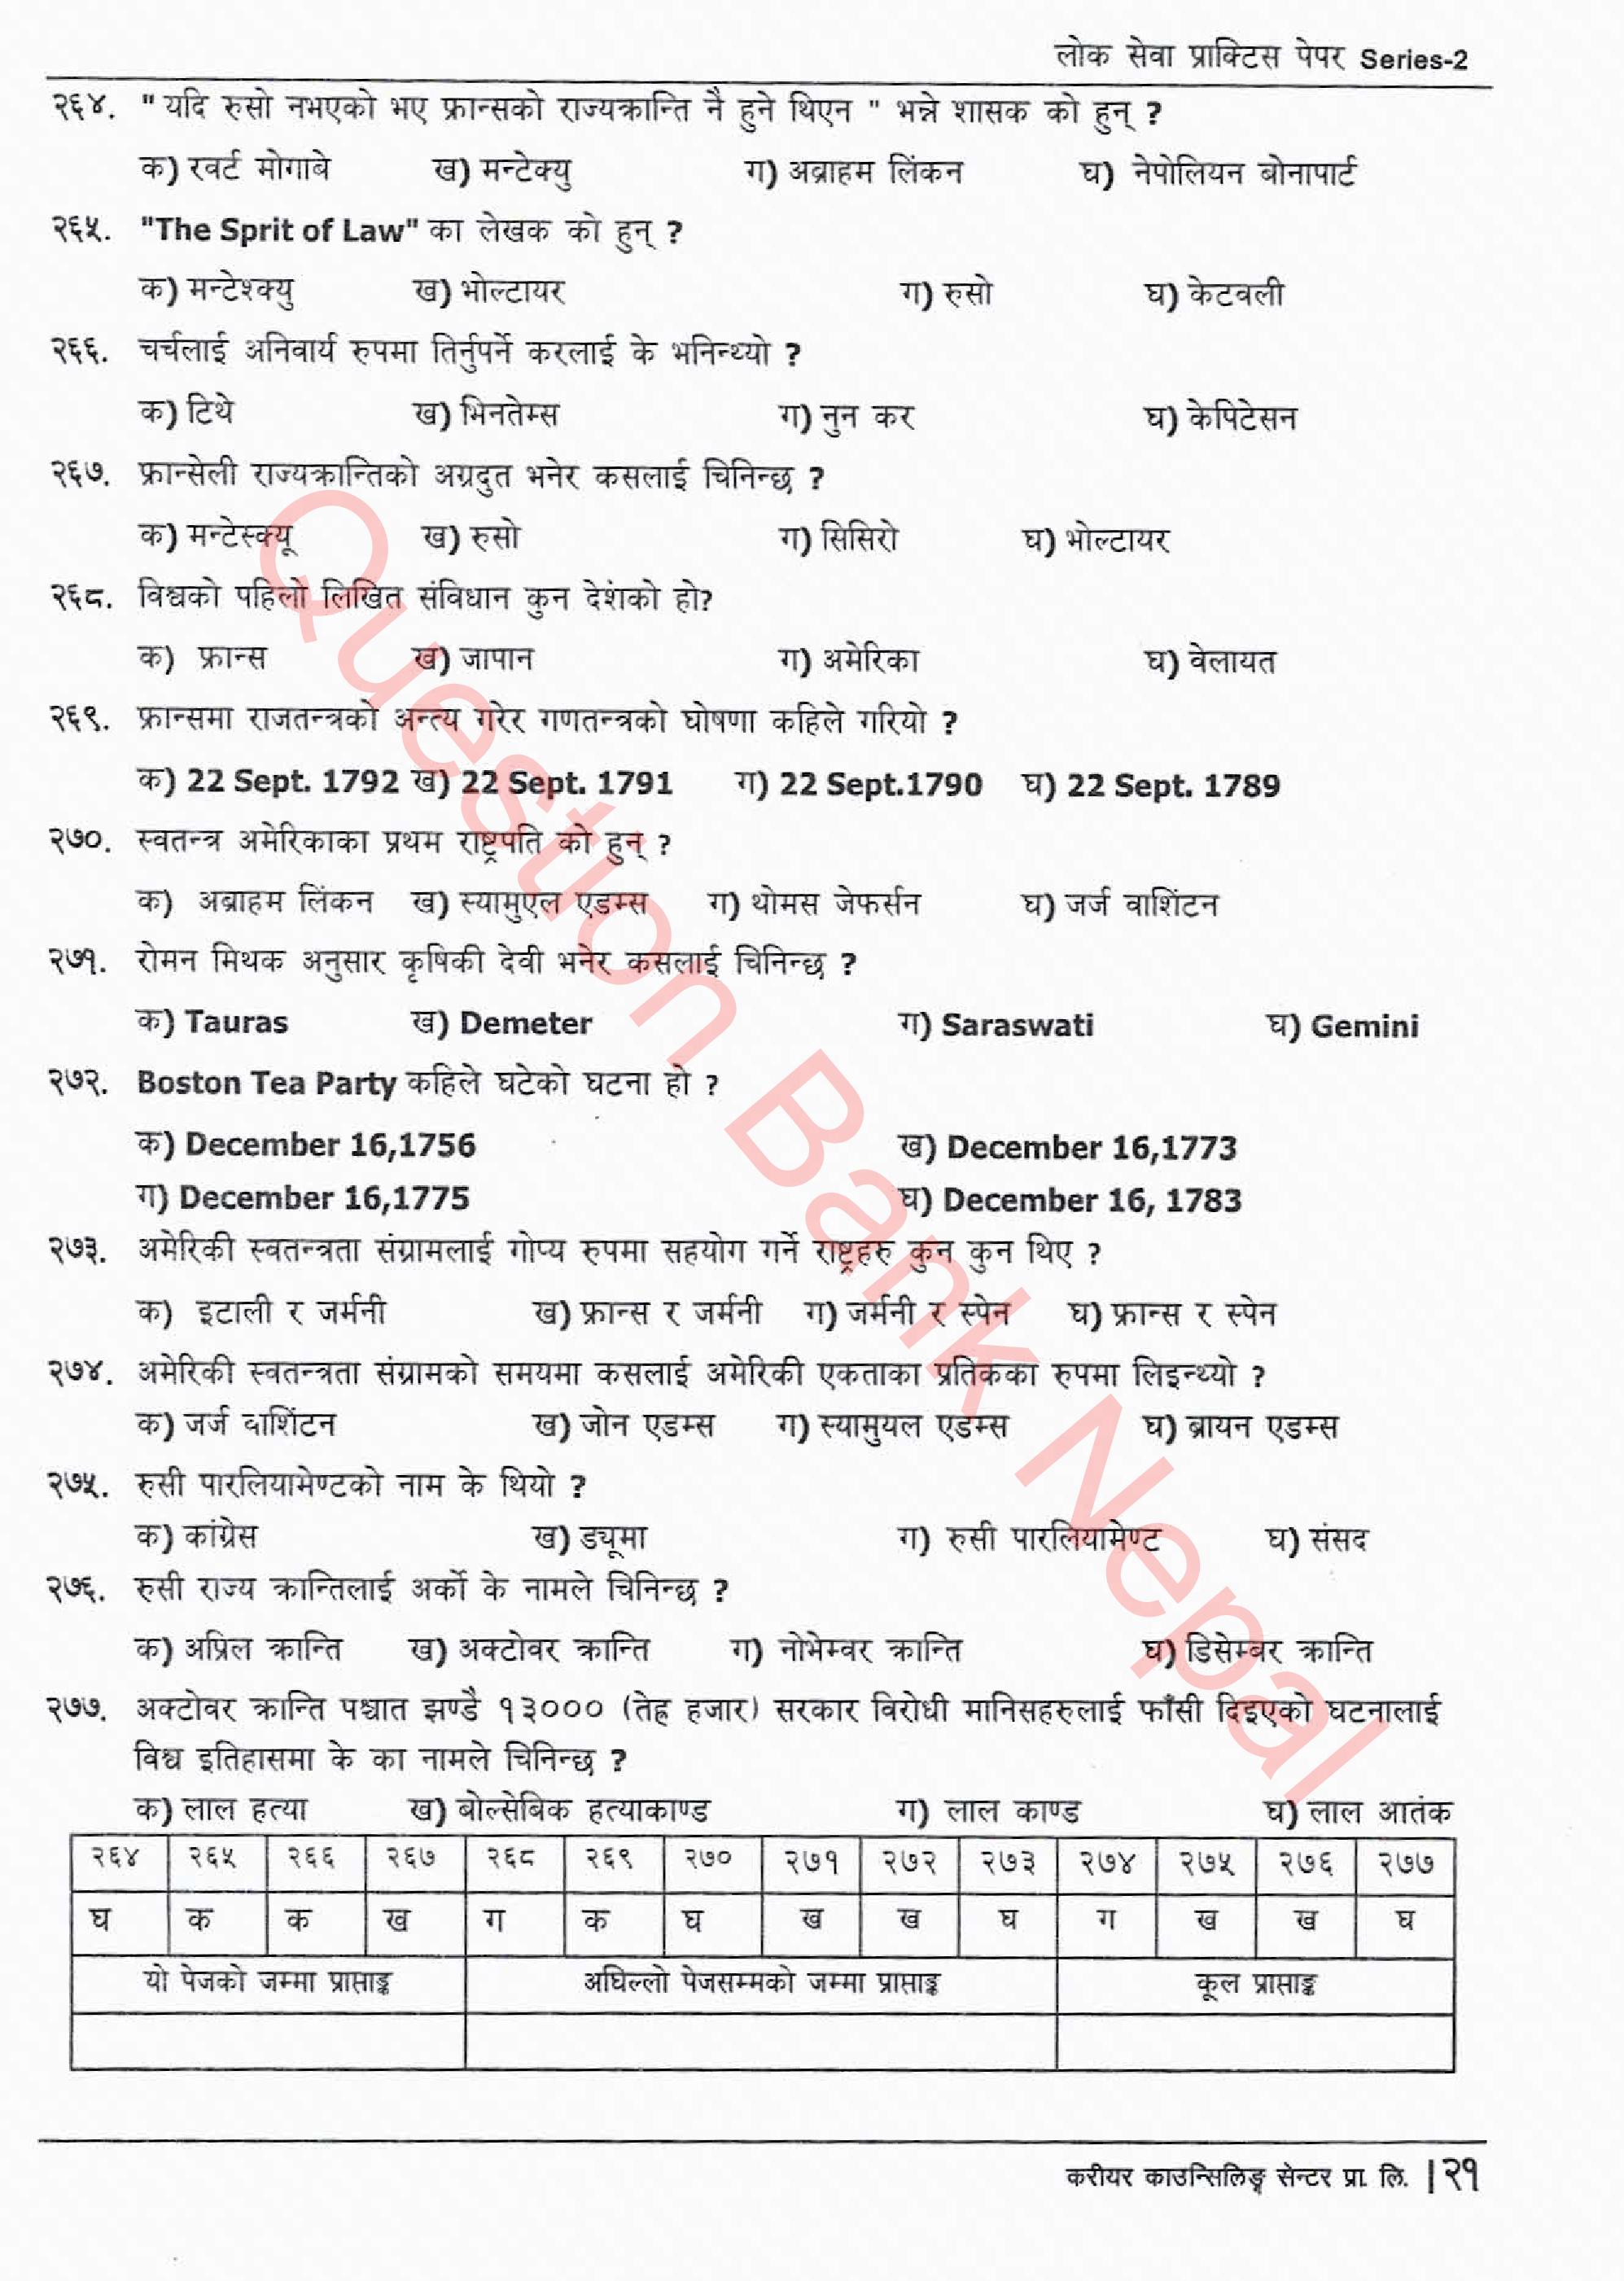 लोक सेवा प्राक्टिस पेपर Series-2
२६४. " यदि रुसो नभएको भए फ्रान्सको राज्यक्रान्ति नै हुने थिएन " भन्ने शासक को हुन् ?
क) रवर्ट मोगाबे ख) मन्टेक्यु ग) अब्राहम लिंकन घ) नेपोलियन बोनापार्ट
२६५. "The Sprit of Law" का लेखक को हुन् ?
क) मन्टेश्क्यु ख) भोल्टायर ग) रुसो घ) केटवली
२६६. चर्चलाई अनिवार्य रुपमा तिर्नुपर्ने करलाई के भनिन्थ्यो ?
क) टिथे ख) भिनतेम्स ग) नुन कर घ) केपिटेसन
२६७. फ्रान्सेली राज्यक्रान्तिको अग्रदुत भनेर कसलाई चिनिन्छ ?
क) मन्टेस्क्यू ख) रुसो ग) सिसिरो घ) भोल्टायर
२६८. विश्वको पहिलो लिखित संविधान कुन देशंको हो?
क) फ्रान्स ख) जापान ग) अमेरिका घ) वेलायत
२६९. फ्रान्समा राजतन्त्रको अन्त्य गरेर गणतन्त्रको घोषणा कहिले गरियो ?
क) 22 Sept. 1792 ख) 22 Sept. 1791 ग) 22 Sept.1790 घ) 22 Sept. 1789
२७०. स्वतन्त्र अमेरिकाका प्रथम राष्ट्रपति को हुन् ?
क) अब्राहम लिंकन ख) स्यामुएल एडम्स ग) थोमस जेफर्सन घ) जर्ज वाशिंटन
२७१. रोमन मिथक अनुसार कृषिकी देवी भनेर कसलाई चिनिन्छ ?
क) Tauras ख) Demeter ग) Saraswati घ) Gemini
२७२. Boston Tea Party कहिले घटेको घटना हो ?
क) December 16,1756 ख) December 16,1773
ग) December 16,1775 घ) December 16, 1783
२७३. अमेरिकी स्वतन्त्रता संग्रामलाई गोप्य रुपमा सहयोग गर्ने राष्ट्रहरु कुन कुन थिए ?
क) इटाली र जर्मनी ख) फ्रान्स र जर्मनी ग) जर्मनी र स्पेन घ) फ्रान्स र स्पेन
२७४. अमेरिकी स्वतन्त्रता संग्रामको समयमा कसलाई अमेरिकी एकताका प्रतिकका रुपमा लिइन्थ्यो ?
क) जर्ज वाशिंटन ख) जोन एडम्स ग) स्यामुयल एडम्स घ) ब्रायन एडम्स
२७५. रुसी पारलियामेण्टको नाम के थियो ?
क) कांग्रेस ख) ड्यूमा ग) रुसी पारलियामेण्ट घ) संसद
२७६. रुसी राज्य क्रान्तिलाई अर्को के नामले चिनिन्छ ?
क) अप्रिल क्रान्ति ख) अक्टोवर क्रान्ति ग) नोभेम्वर क्रान्ति घ) डिसेम्बर क्रान्ति
२७७. अक्टोवर क्रान्ति पश्चात झण्डै १३००० (तेह्र हजार) सरकार विरोधी मानिसहरुलाई फाँसी दिइएको घटनालाई
विश्व इतिहासमा के का नामले चिनिन्छ ?
क) लाल हत्या ख) बोल्सेबिक हत्याकाण्ड ग) लाल काण्ड घ) लाल आतंक
२६४ २६५ २६६ २६७ २६८ २६९ २७० २७१ २७२ २७३ २७४ २७५ २७६ २७७
घ क क ख ग क घ ख ख घ ग ख ख घ
यो पेजको जम्मा प्राप्ताङ्क अघिल्लो पेजसम्मको जम्मा प्राप्ताङ्क कूल प्राप्ताङ्क
करीयर काउन्सिलिङ्ग सेन्टर प्रा. लि. |२१
Question Bank Nepal